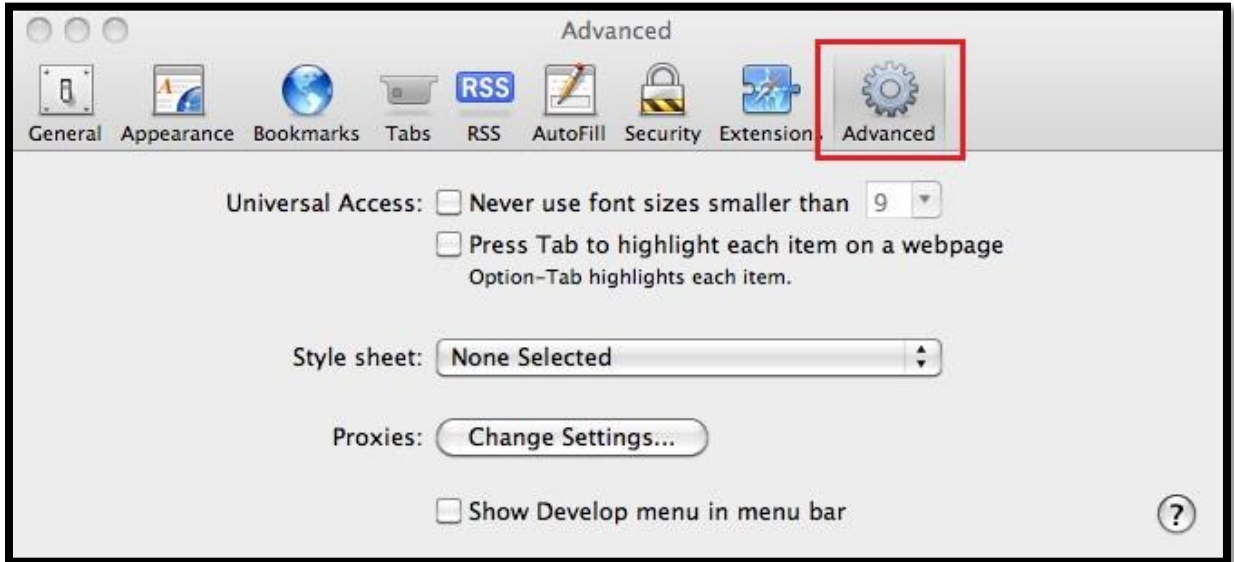 Advanced
RSS
General Appearance Bookmarks Tabs RSS AutoFill Security Extension Advanced
Universal Access: Never use font sizes smaller than 9
Press Tab to highlight each item on a webpage
Option-Tab highlights each item.
Style sheet: None Selected
Proxies: Change Settings...
Show Develop menu in menu bar
?